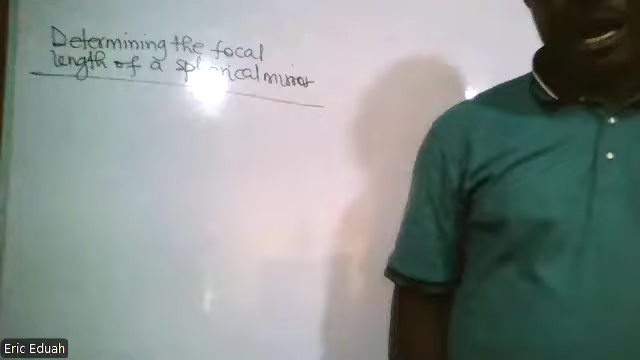 Determining the focal
length of a spherical mirror
Eric Eduah